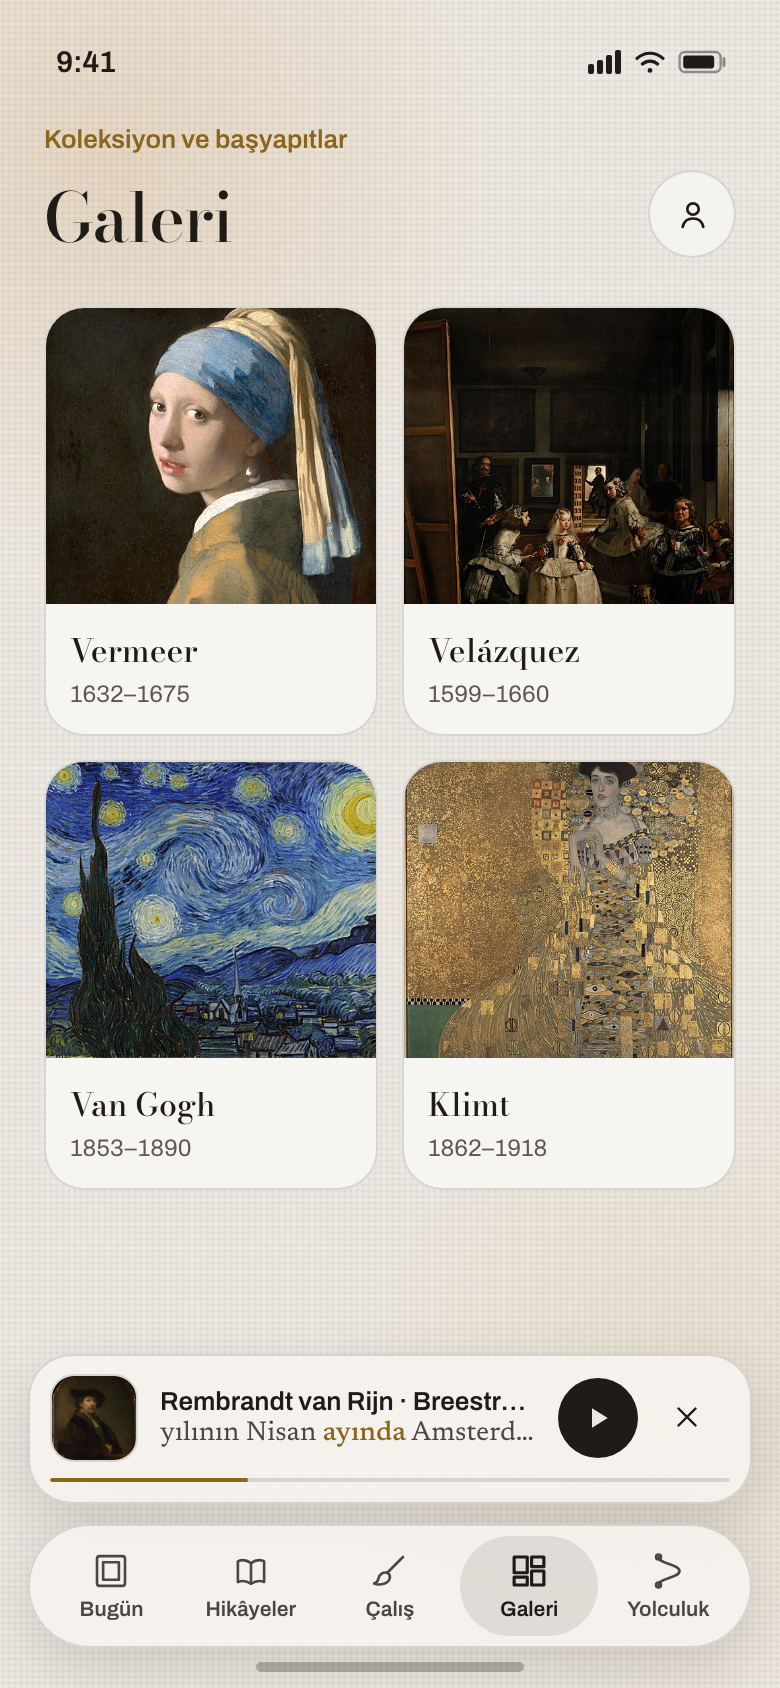 9:41
Koleksiyon ve başyapıtlar
Galeri
Vermeer
1632–1675
Velázquez
1599–1660
Van Gogh
1853–1890
Klimt
1862–1918
Rembrandt van Rijn · Breestr...
yılının Nisan ayında Amsterd...
Bugün
Hikâyeler
Çalış
Galeri
Yolculuk